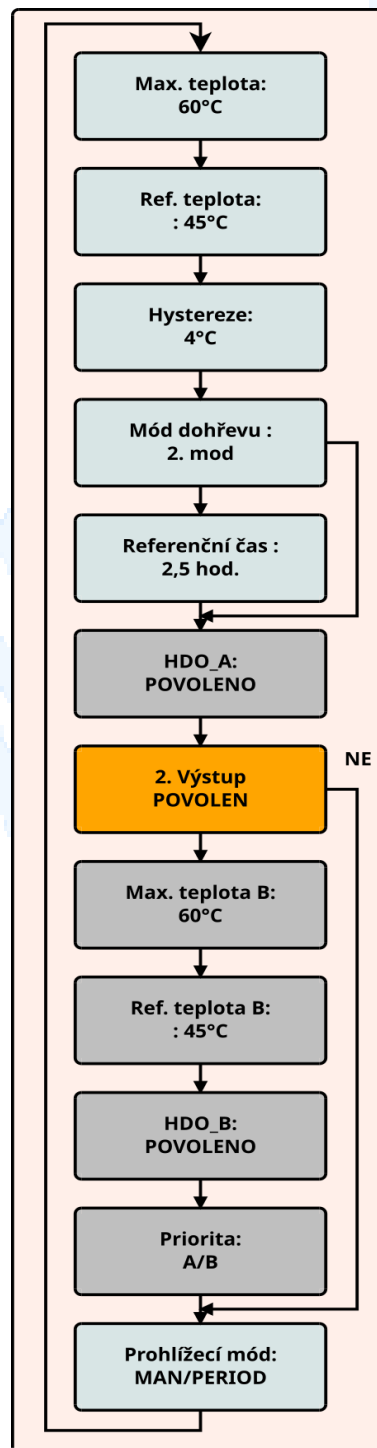 Max. teplota:
60°C
Ref. teplota:
: 45°C
Hystereze:
4°C
Mód dohřevu :
2. mod
Referenční čas :
2,5 hod.
HDO_A:
POVOLENO
2. Výstup
POVOLEN
NE
Max. teplota B:
60°C
Ref. teplota B:
: 45°C
HDO_B:
POVOLENO
Priorita:
A/B
Prohlížecí mód:
MAN/PERIOD